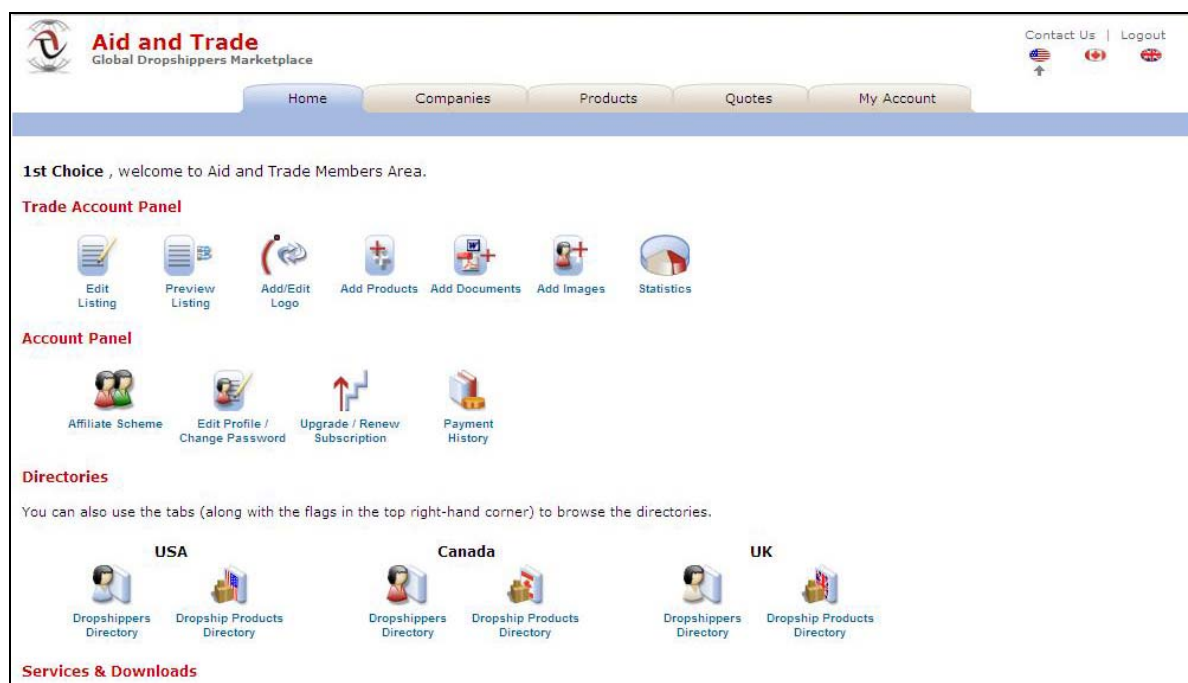 Aid and Trade
Global Dropshippers Marketplace
Contact Us | Logout
Home Companies Products Quotes My Account
1st Choice , welcome to Aid and Trade Members Area.
Trade Account Panel
Edit Listing
Preview Listing
Add/Edit Logo
Add Products
Add Documents
Add Images
Statistics
Account Panel
Affiliate Scheme
Edit Profile / Change Password
Upgrade / Renew Subscription
Payment History
Directories
You can also use the tabs (along with the flags in the top right-hand corner) to browse the directories.
USA
Dropshippers Directory
Dropship Products Directory
Canada
Dropshippers Directory
Dropship Products Directory
UK
Dropshippers Directory
Dropship Products Directory
Services & Downloads